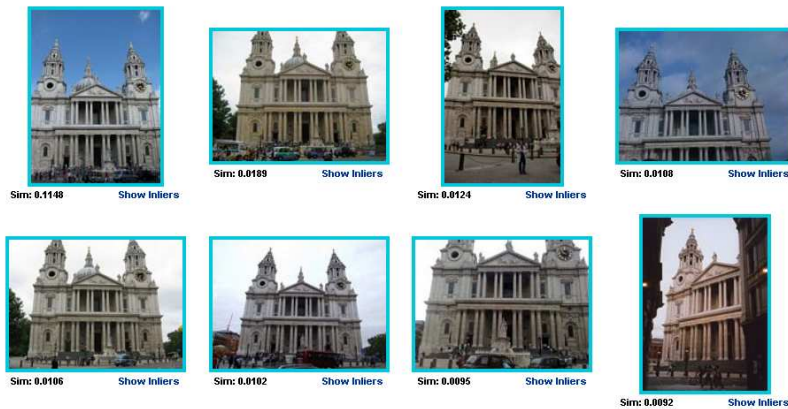 Sim: 0.1148 Show Inliers
Sim: 0.0189 Show Inliers
Sim: 0.0124 Show Inliers
Sim: 0.0108 Show Inliers
Sim: 0.0106 Show Inliers
Sim: 0.0102 Show Inliers
Sim: 0.0095 Show Inliers
Sim: 0.0092 Show Inliers